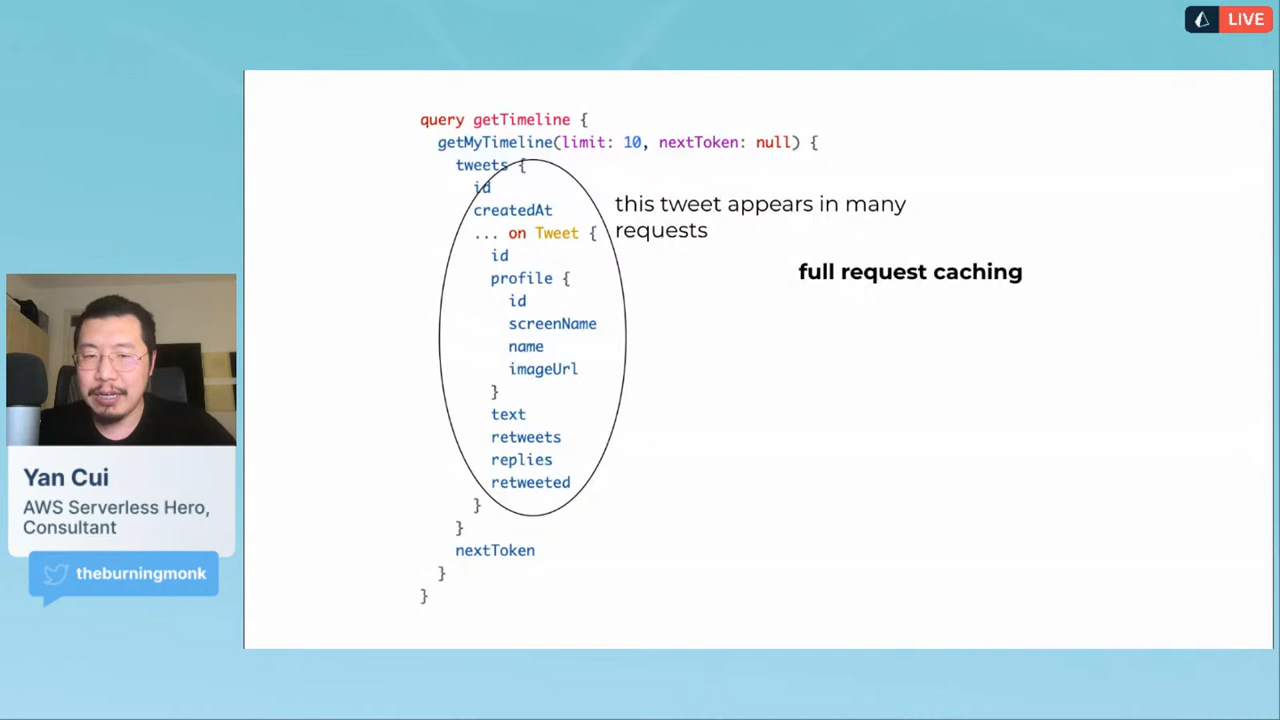 LIVE
query getTimeline {
getMyTimeline(limit: 10, nextToken: null) {
tweets {
id
createdAt
... on Tweet {
id
profile {
id
screenName
name
imageUrl
}
text
retweets
replies
retweeted
}
}
nextToken
}
}
this tweet appears in many
requests
full request caching
Yan Cui
AWS Serverless Hero,
Consultant
theburningmonk